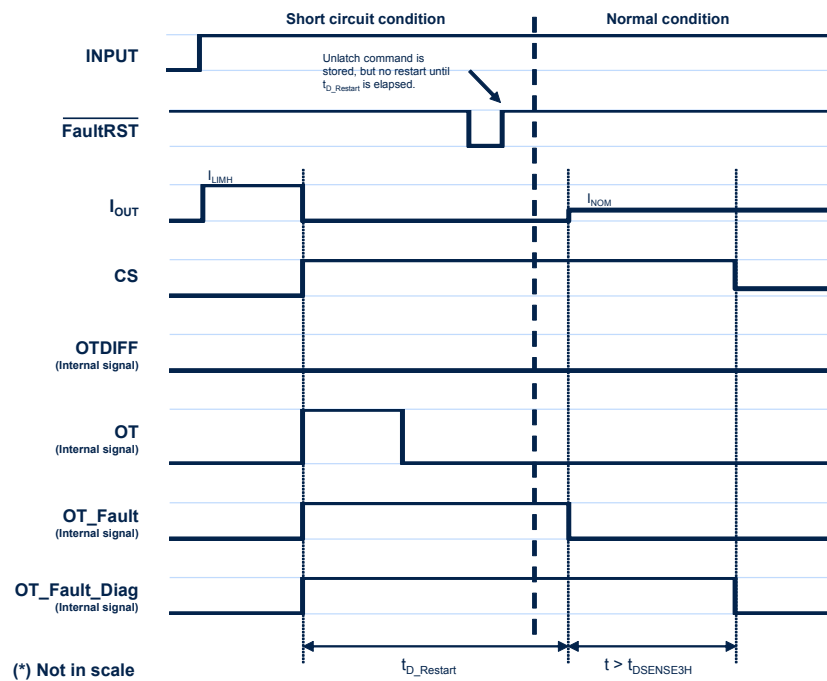 Short circuit condition
Normal condition
INPUT
Unlatch command is
stored, but no restart until
tD_Restart is elapsed.
FaultRST
ILIMH
IOUT
INOM
CS
OTDIFF
(Internal signal)
OT
(Internal signal)
OT_Fault
(Internal signal)
OT_Fault_Diag
(Internal signal)
tD_Restart
t > tDSENSE3H
(*) Not in scale